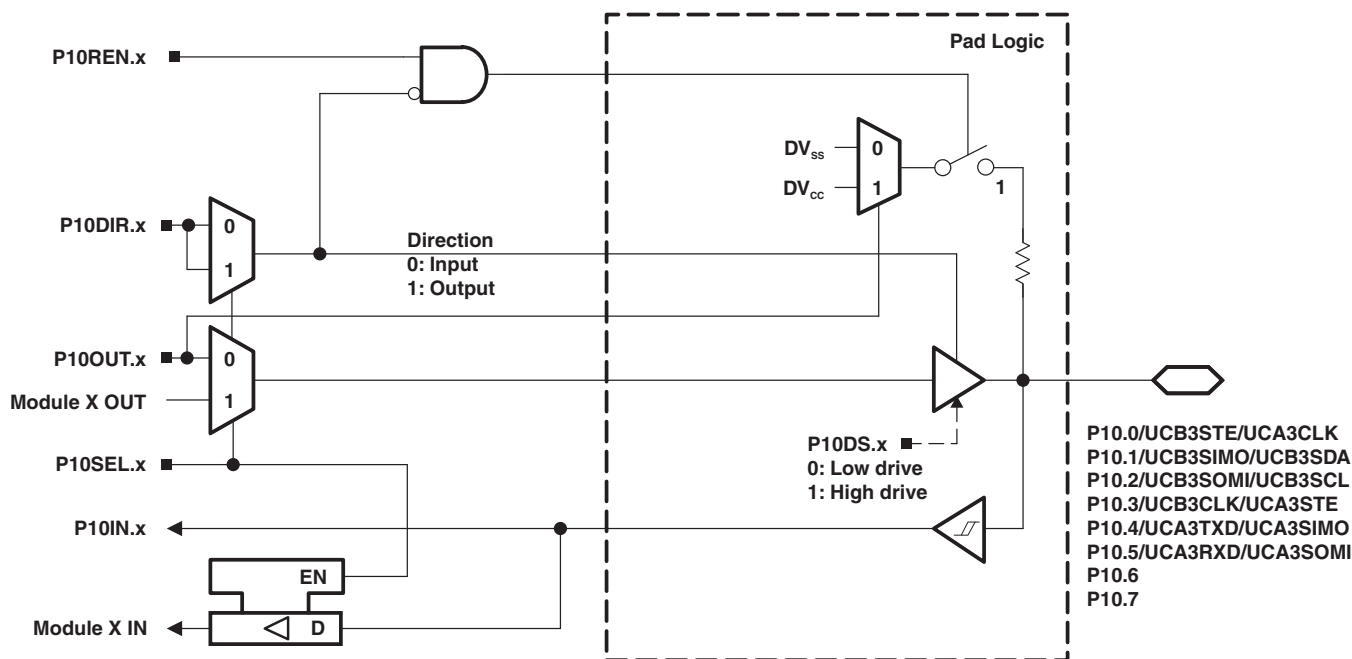 Pad Logic
P10REN.x
DVss
0
DVcc
1
1
P10DIR.x
0
1
Direction
0: Input
1: Output
P10OUT.x
0
Module X OUT
1
P10DS.x
0: Low drive
1: High drive
P10SEL.x
P10IN.x
EN
Module X IN
D
P10.0/UCB3STE/UCA3CLK
P10.1/UCB3SIMO/UCB3SDA
P10.2/UCB3SOMI/UCB3SCL
P10.3/UCB3CLK/UCA3STE
P10.4/UCA3TXD/UCA3SIMO
P10.5/UCA3RXD/UCA3SOMI
P10.6
P10.7